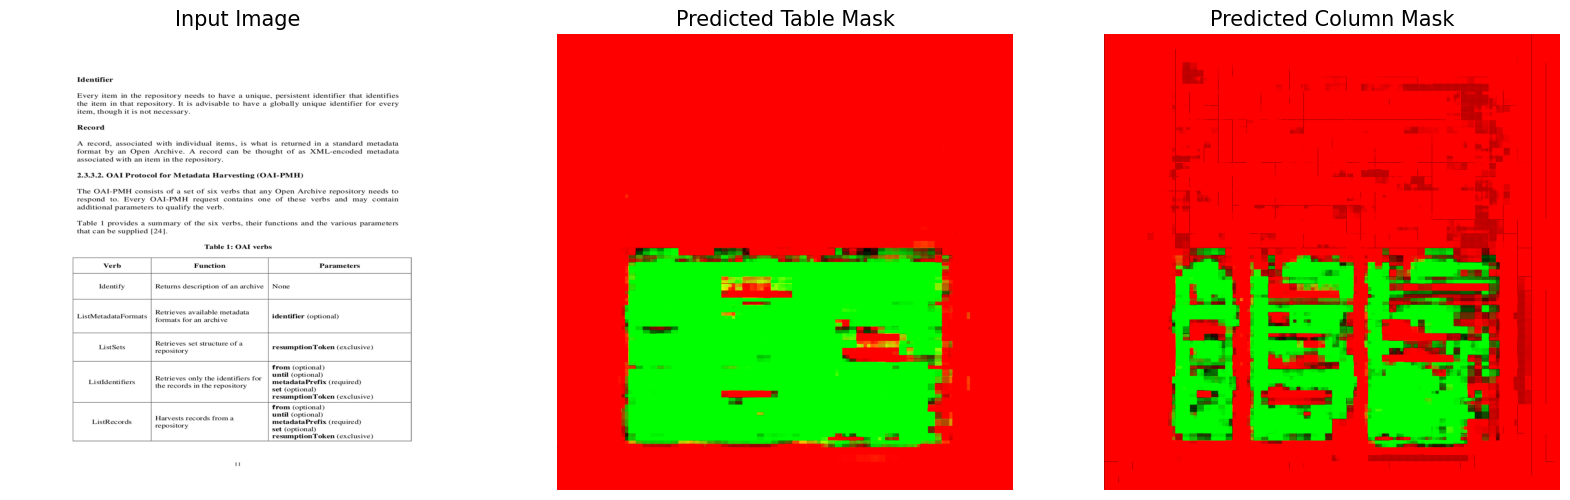 Input Image
Predicted Table Mask
Predicted Column Mask
Identifier
Every item in the repository needs to have a unique, persistent identifier that identifies
the item in that repository. It is advisable to have a globally unique identifier for every
item, though it is not necessary.
Record
A record, associated with individual items, is what is returned in a standard metadata
format by an Open Archive. A record can be thought of as XML-encoded metadata
associated with an item in the repository.
2.3.3.2. OAI Protocol for Metadata Harvesting (OAI-PMH)
The OAI-PMH consists of a set of six verbs that any Open Archive repository needs to
respond to. Every OAI-PMH request contains one of these verbs and may contain
additional parameters to qualify the verb.
Table 1 provides a summary of the six verbs, their functions and the various parameters
that can be supplied [24].
Table 1: OAI verbs
Verb Function Parameters
Identify Returns description of an archive None
ListMetadataFormats Retrieves available metadata
formats for an archive identifier (optional)
ListSets Retrieves set structure of a
repository resumptionToken (exclusive)
ListIdentifiers Retrieves only the identifiers for
the records in the repository
from (optional)
until (optional)
metadataPrefix (required)
set (optional)
resumptionToken (exclusive)
ListRecords Harvests records from a
repository
from (optional)
until (optional)
metadataPrefix (required)
set (optional)
resumptionToken (exclusive)
11